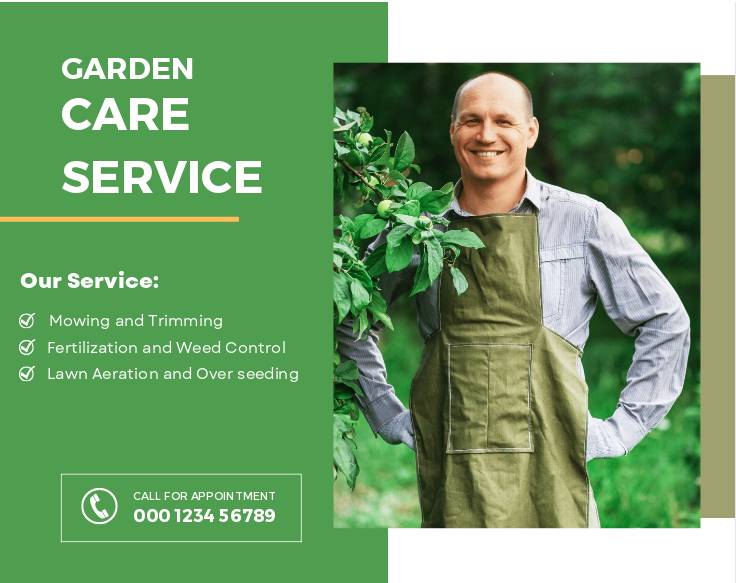 GARDEN
CARE
SERVICE
Our Service:
Mowing and Trimming
Fertilization and Weed Control
Lawn Aeration and Over seeding
CALL FOR APPOINTMENT
000 1234 56789